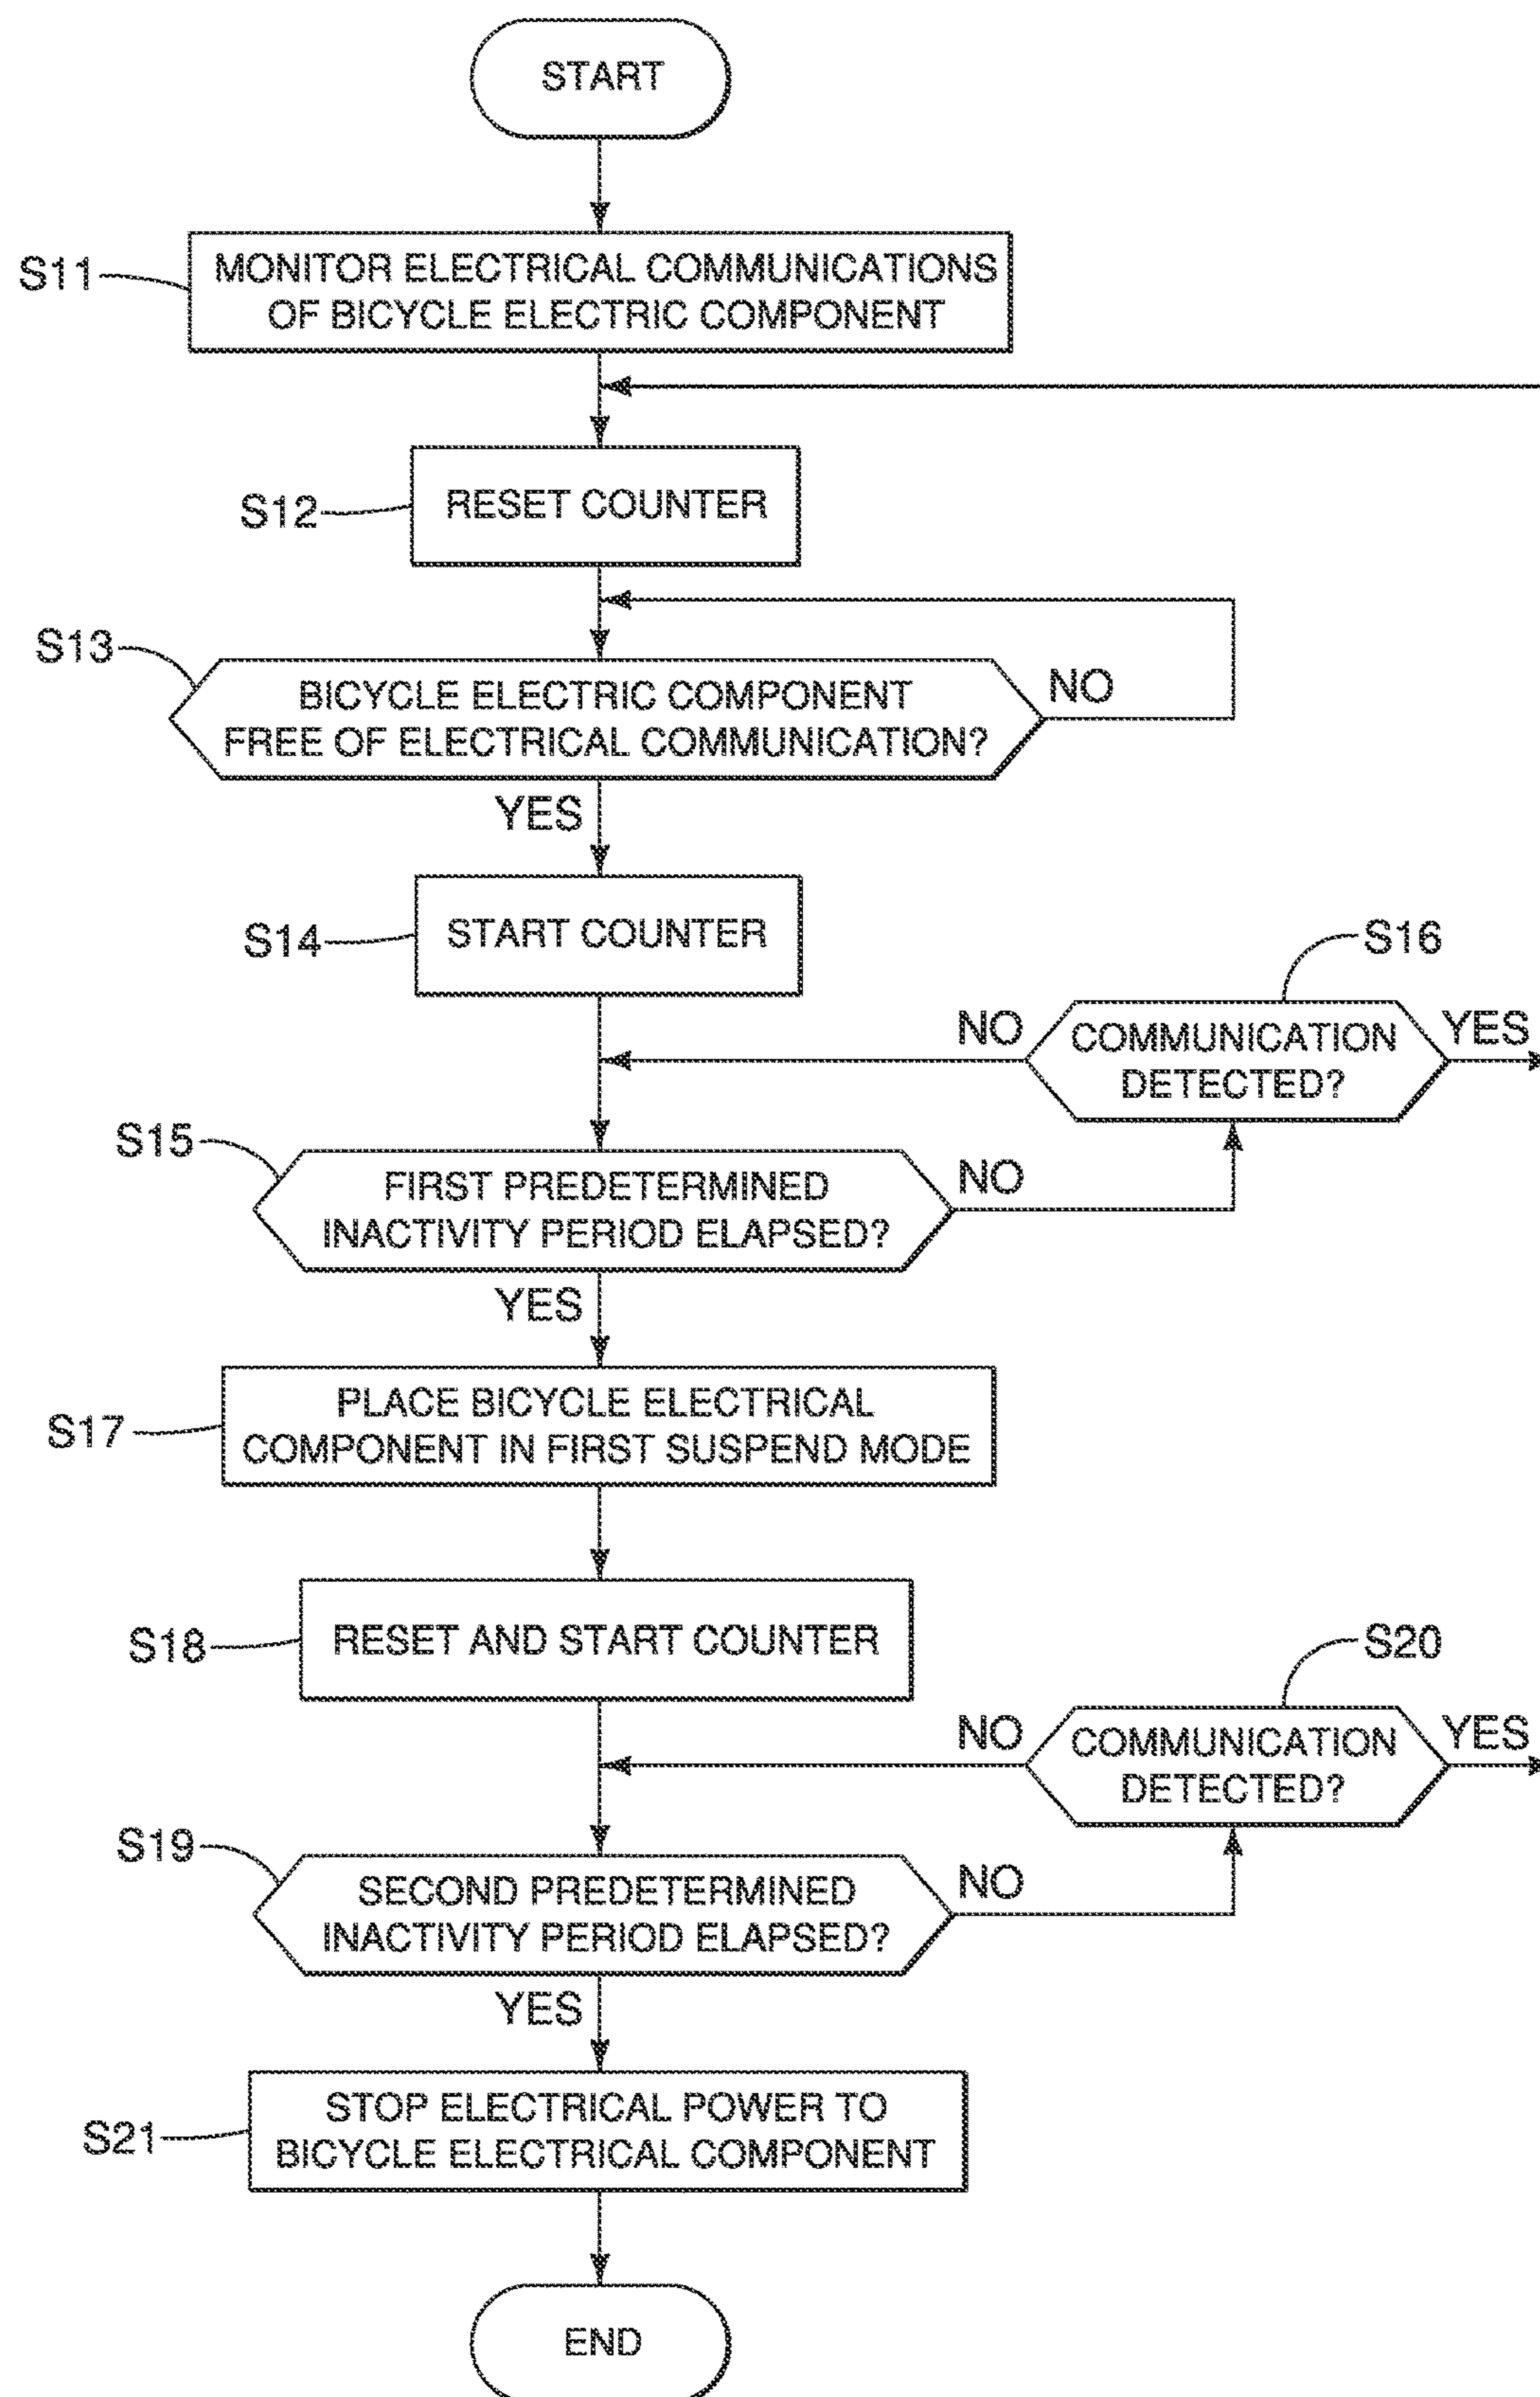 START
S11
MONITOR ELECTRICAL COMMUNICATIONS
OF BICYCLE ELECTRIC COMPONENT
S12
RESET COUNTER
S13
BICYCLE ELECTRIC COMPONENT
FREE OF ELECTRICAL COMMUNICATION?
NO
YES
S14
START COUNTER
S16
NO
COMMUNICATION
DETECTED?
YES
S15
FIRST PREDETERMINED
INACTIVITY PERIOD ELAPSED?
NO
YES
S17
PLACE BICYCLE ELECTRICAL
COMPONENT IN FIRST SUSPEND MODE
S18
RESET AND START COUNTER
S20
NO
COMMUNICATION
DETECTED?
YES
S19
SECOND PREDETERMINED
INACTIVITY PERIOD ELAPSED?
NO
YES
S21
STOP ELECTRICAL POWER TO
BICYCLE ELECTRICAL COMPONENT
END